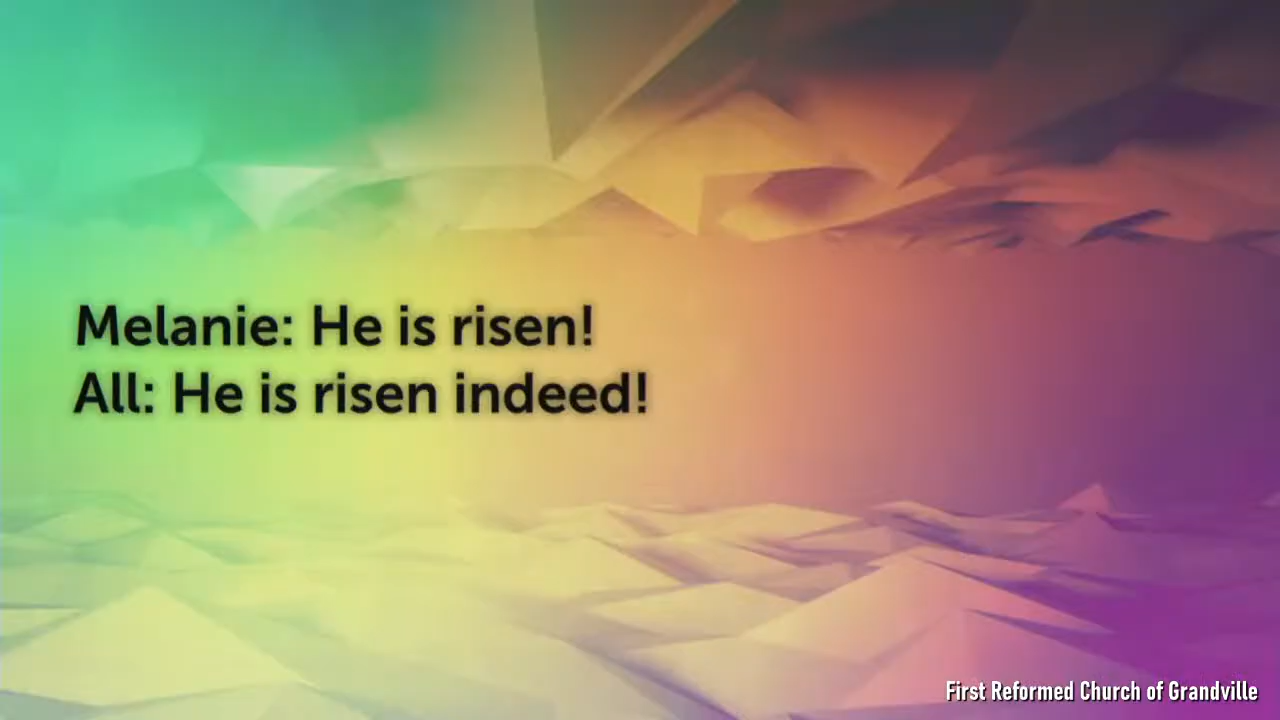 Melanie: He is risen!
All: He is risen indeed!
First Reformed Church of Grandville